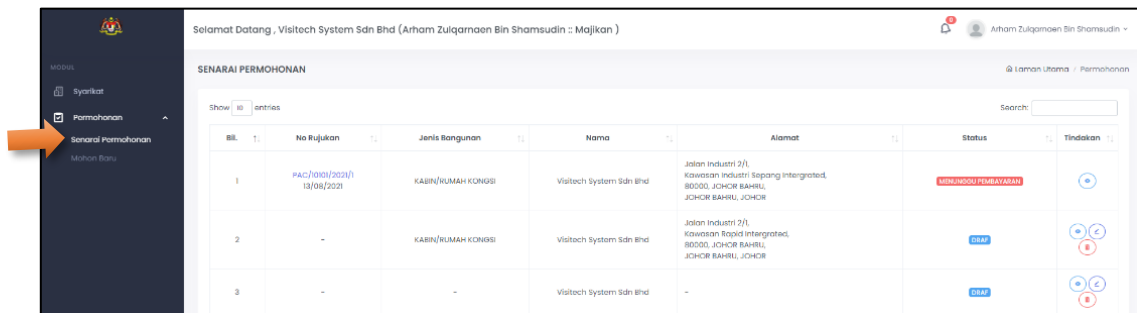 Selamat Datang , Visitech System Sdn Bhd (Arham Zulqarnaen Bin Shamsudin :: Majikan )
0
Arham Zulqarnaen Bin Shamsudin
MODUL
Syarikat
Permohonan
Senarai Permohonan
Mohon Baru
SENARAI PERMOHONAN
Laman Utama / Permohonan
Show 10 entries
Search:
Bil. No Rujukan Jenis Bangunan Nama Alamat Status Tindakan
1 PAC/10101/2021/1 KABIN/RUMAH KONGSI Visitech System Sdn Bhd Jalan Industri 2/1, MENUNGGU PEMBAYARAN
13/08/2021 Kawasan Industri Sepang Intergrated,
80000, JOHOR BAHRU,
JOHOR BAHRU, JOHOR
2 - KABIN/RUMAH KONGSI Visitech System Sdn Bhd Jalan Industri 2/1, DRAF
Kawasan Rapid Intergrated,
80000, JOHOR BAHRU,
JOHOR BAHRU, JOHOR
3 - - Visitech System Sdn Bhd - DRAF